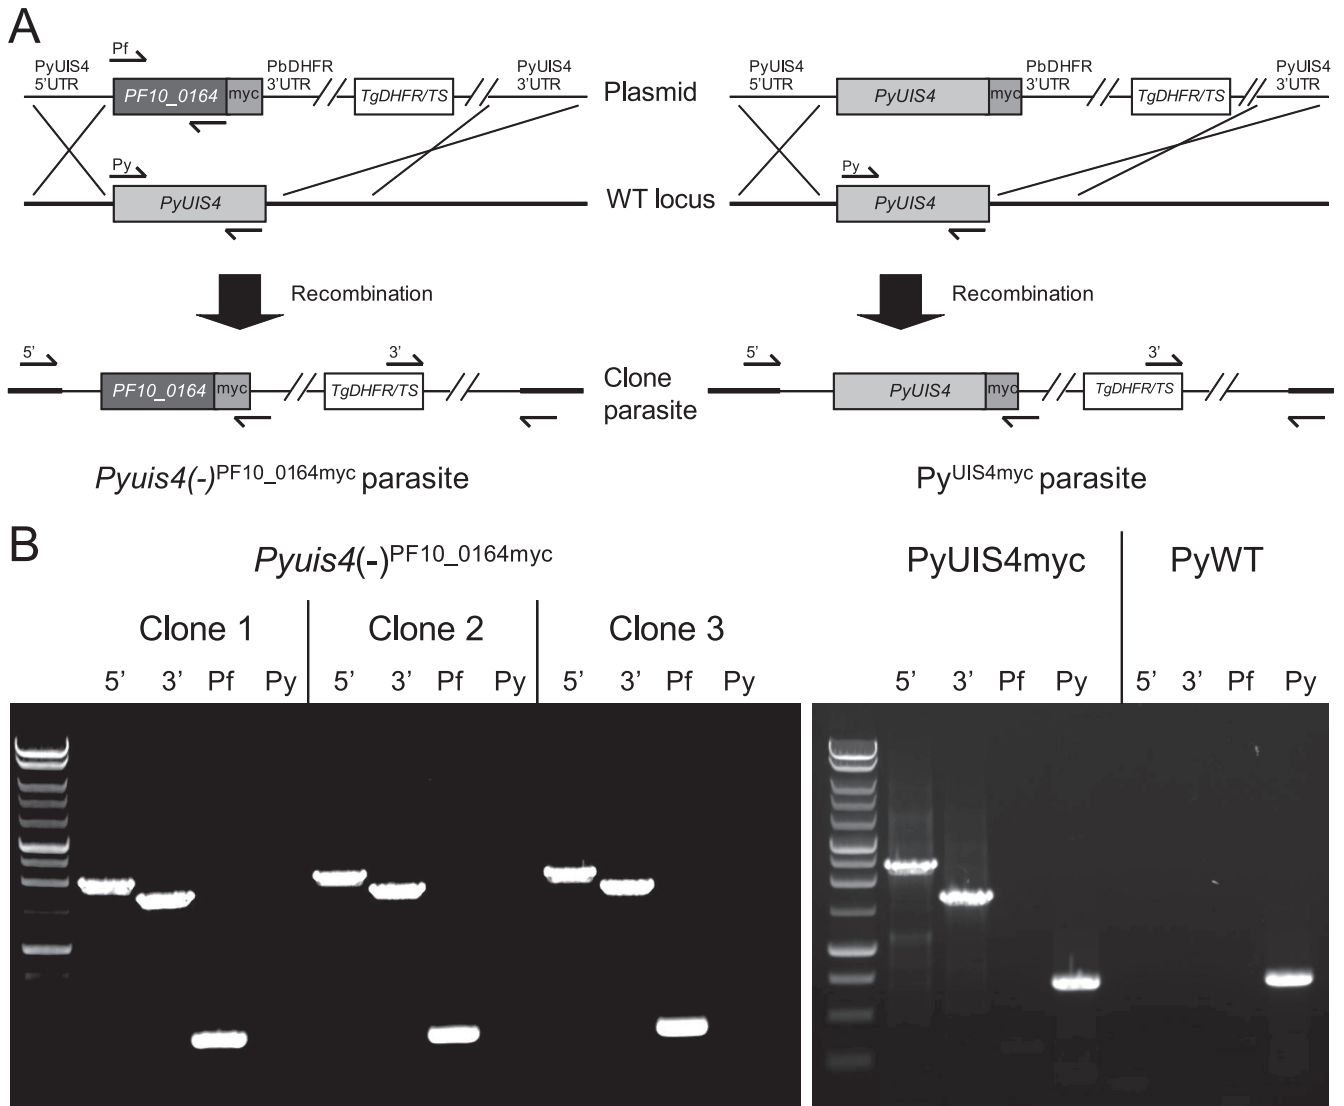 A
Pf
PyUIS4
5'UTR
PF10_0164
myc
PbDHFR
3'UTR
TgDHFR/TS
PyUIS4
3'UTR
Plasmid
PyUIS4
5'UTR
PyUIS4
myc
PbDHFR
3'UTR
TgDHFR/TS
PyUIS4
3'UTR
Py
PyUIS4
WT locus
Py
PyUIS4
Recombination
Recombination
5'
PF10_0164
myc
3'
TgDHFR/TS
Clone
parasite
5'
PyUIS4
myc
3'
TgDHFR/TS
Pyuis4(-)PF10_0164myc parasite
PyUIS4myc parasite
B
Pyuis4(-)PF10_0164myc
PyUIS4myc
PyWT
Clone 1
Clone 2
Clone 3
5' 3' Pf Py 5' 3' Pf Py 5' 3' Pf Py
5' 3' Pf Py 5' 3' Pf Py